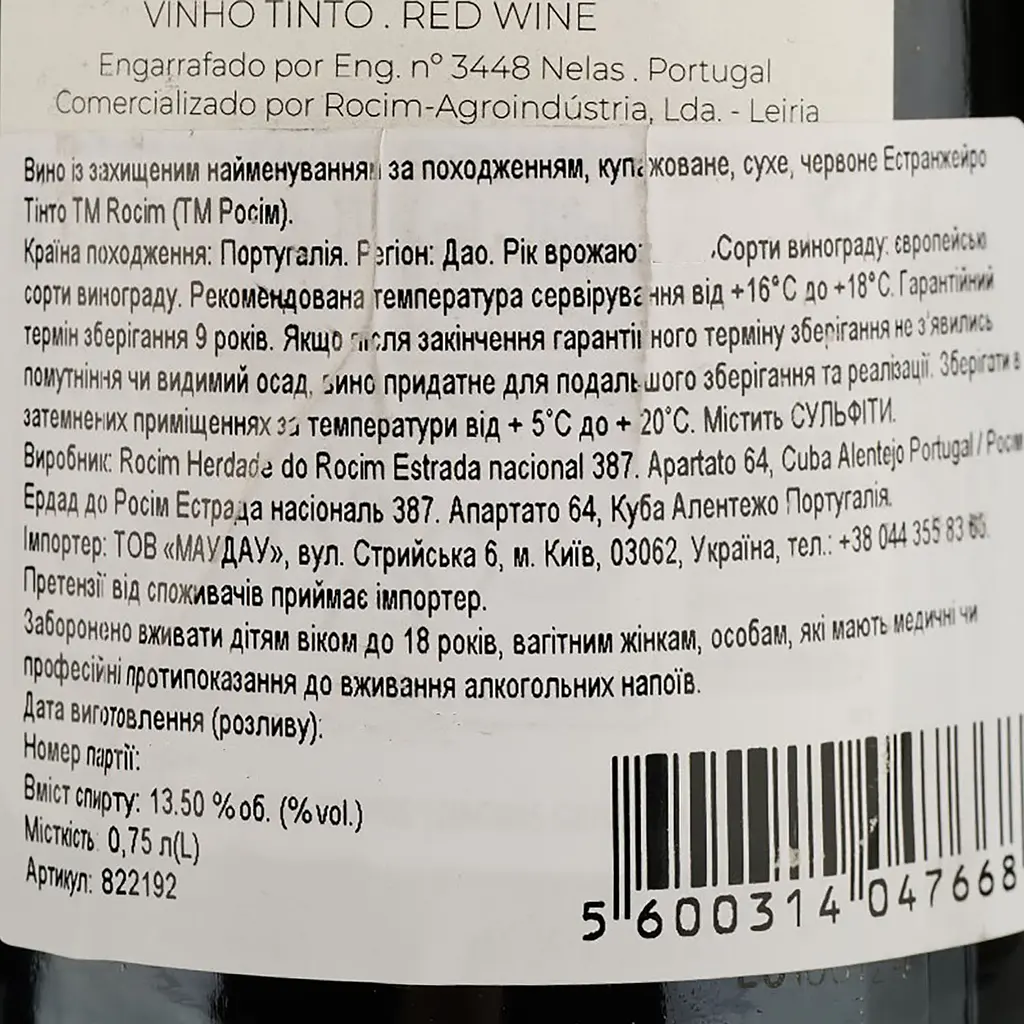 VINHO TINTO . RED WINE
Engarrafado por Eng. nº 3448 Nelas . Portugal
Comercializado por Rocim-Agroindústria, Lda. - Leiria
Вино із захищеним найменуванням за походженням, купажоване, сухе, червоне Естранжейро
Тінто ТМ Rocim (ТМ Росім).
Країна походження: Португалія. Регіон: Дао. Рік врожаю: .Сорти винограду: європейські
сорти винограду. Рекомендована температура сервірування від +16°С до +18°С. Гарантійний
термін зберігання 9 років. Якщо після закінчення гарантійного терміну зберігання не з'явились
помутніння чи видимий осад, вино придатне для подальшого зберігання та реалізації. Зберігати в
затемнених приміщеннях за температури від + 5°С до + 20°С. Містить СУЛЬФІТИ.
Виробник: Rocim Herdade do Rocim Estrada nacional 387. Apartato 64, Cuba Alentejo Portugal / Росим
Ердад до Росім Естрада насіональ 387. Апартато 64, Куба Алентежо Португалія.
Імпортер: ТОВ «МАУДАУ», вул. Стрийська 6, м. Київ, 03062, Україна, тел.: +38 044 355 83
Претензії від споживачів приймає імпортер.
Заборонено вживати дітям віком до 18 років, вагітним жінкам, особам, які мають медичні чи
професійні протипоказання до вживання алкогольних напоїв.
Дата виготовлення (розливу):
Номер партії:
Вміст спирту: 13.50 % об. (% vol.)
Місткість: 0,75 л(L)
Артикул: 822192
5 600314 047668